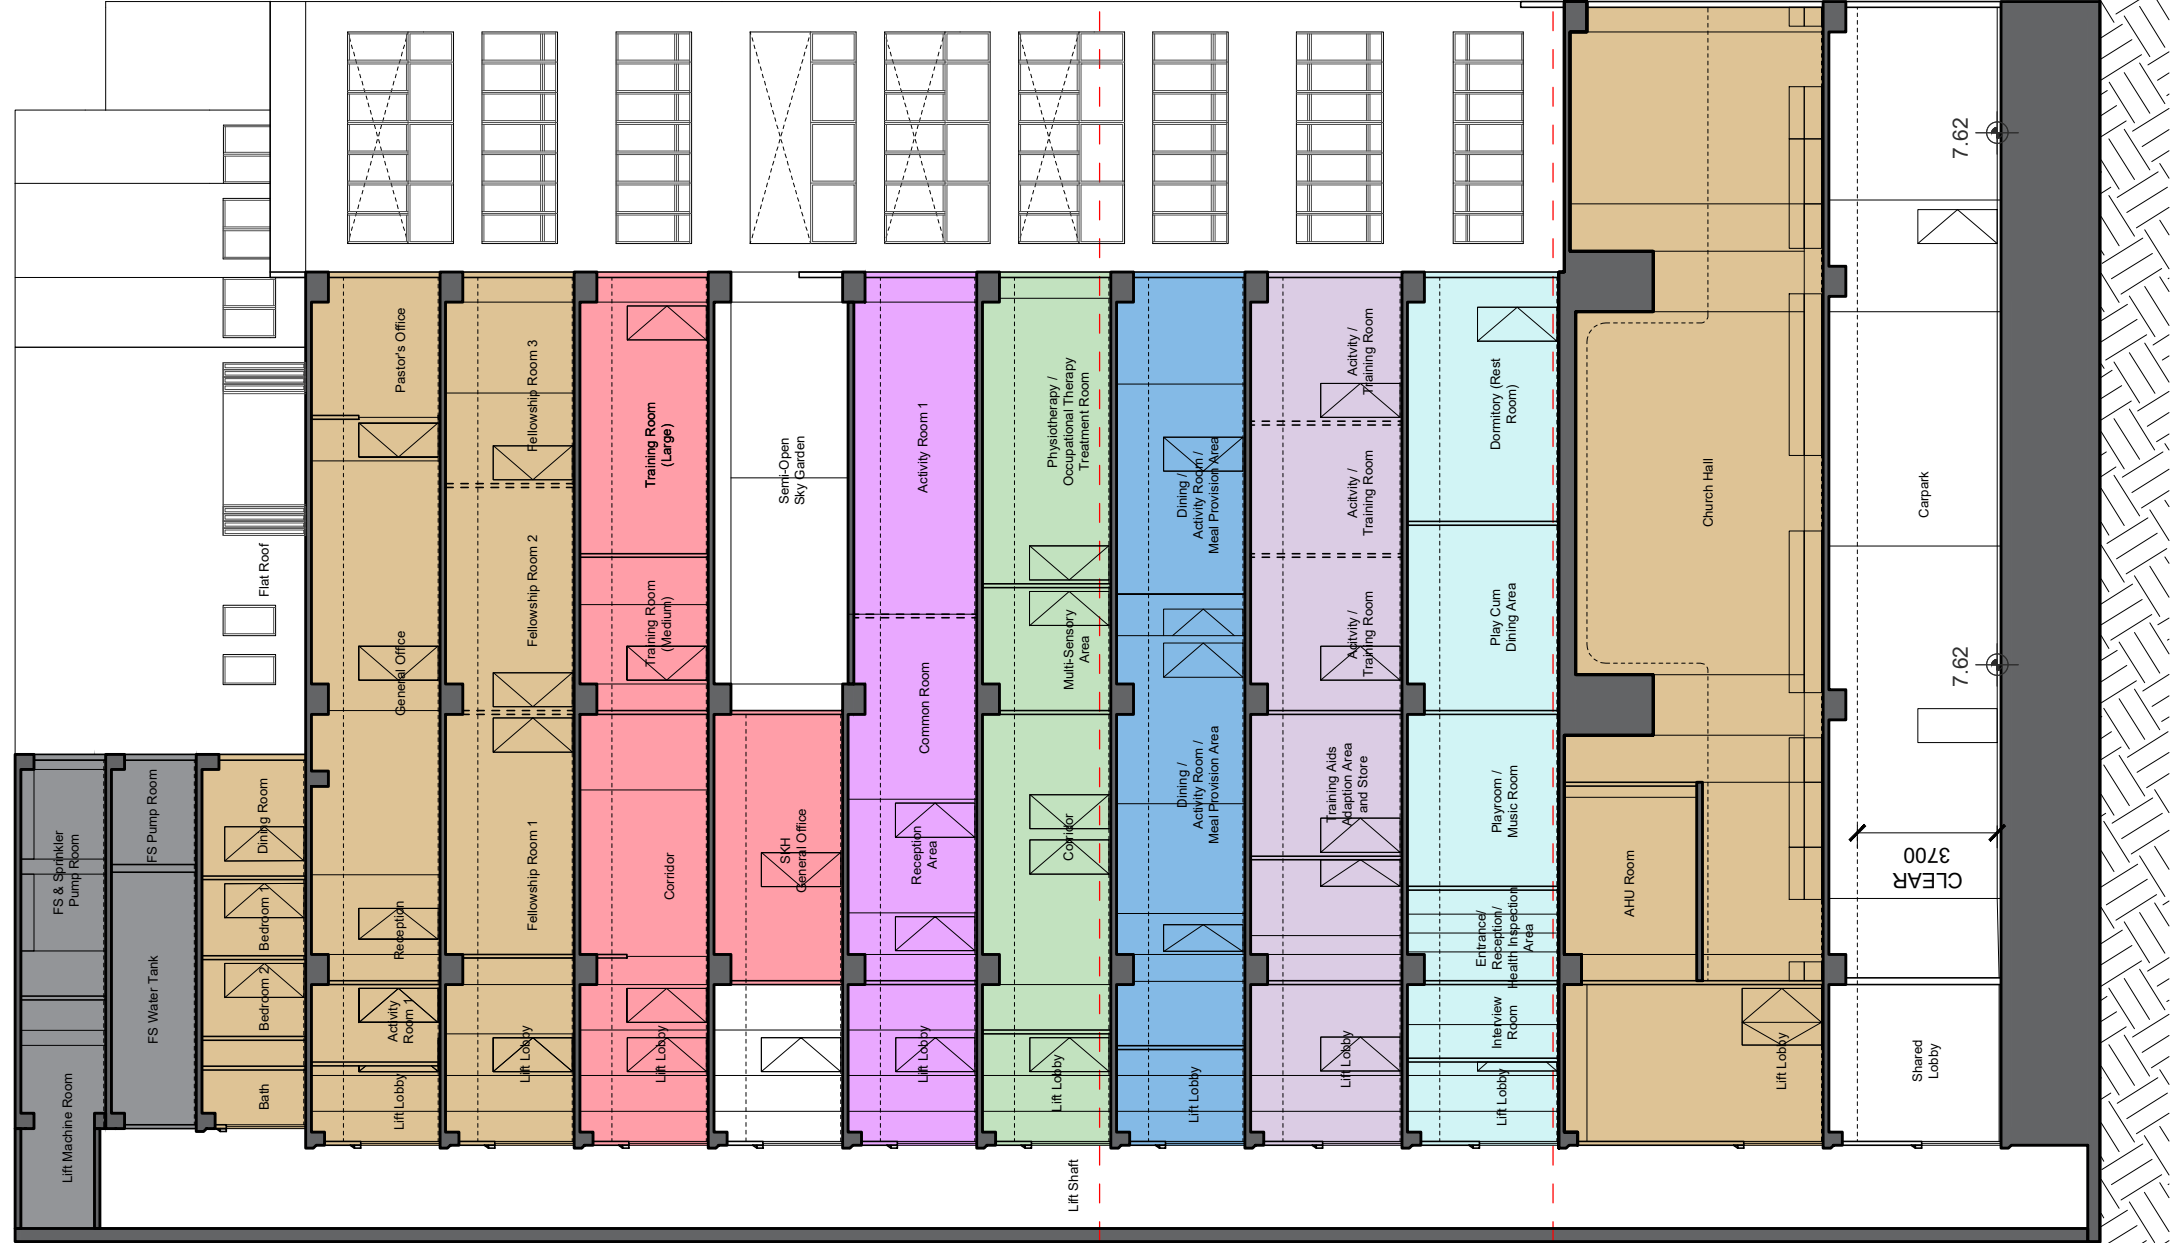 Lift Machine Room
FS & Sprinkler
Pump Room
FS Water Tank
FS Pump Room
Bath
Bedroom 2
Bedroom 1
Dining Room
Flat Roof
Lift Lobby
Activity
Room 1
Reception
General Office
Pastor's Office
Lift Lobby
Fellowship Room 1
Fellowship Room 2
Fellowship Room 3
Lift Lobby
Corridor
Training Room
(Medium)
Training Room
(Large)
SKH
General Office
Semi-Open
Sky Garden
Lift Lobby
Reception
Area
Common Room
Activity Room 1
Lift Lobby
Corridor
Multi-Sensory
Area
Physiotherapy /
Occupational Therapy
Treatment Room
Lift Lobby
Dining /
Activity Room /
Meal Provision Area
Dining /
Activity Room /
Meal Provision Area
Lift Lobby
Training Aids
Adaption Area
and Store
Acitvity /
Training Room
Acitvity /
Training Room
Acitvity /
Training Room
Lift Lobby
Interview
Room
Entrance/
Reception/
Health Inspection
Area
Playroom /
Music Room
Play Cum
Dining Area
Dormitory (Rest
Room)
Lift Lobby
AHU Room
Church Hall
Shared
Lobby
Carpark
3700
CLEAR
7.62
7.62
Lift Shaft